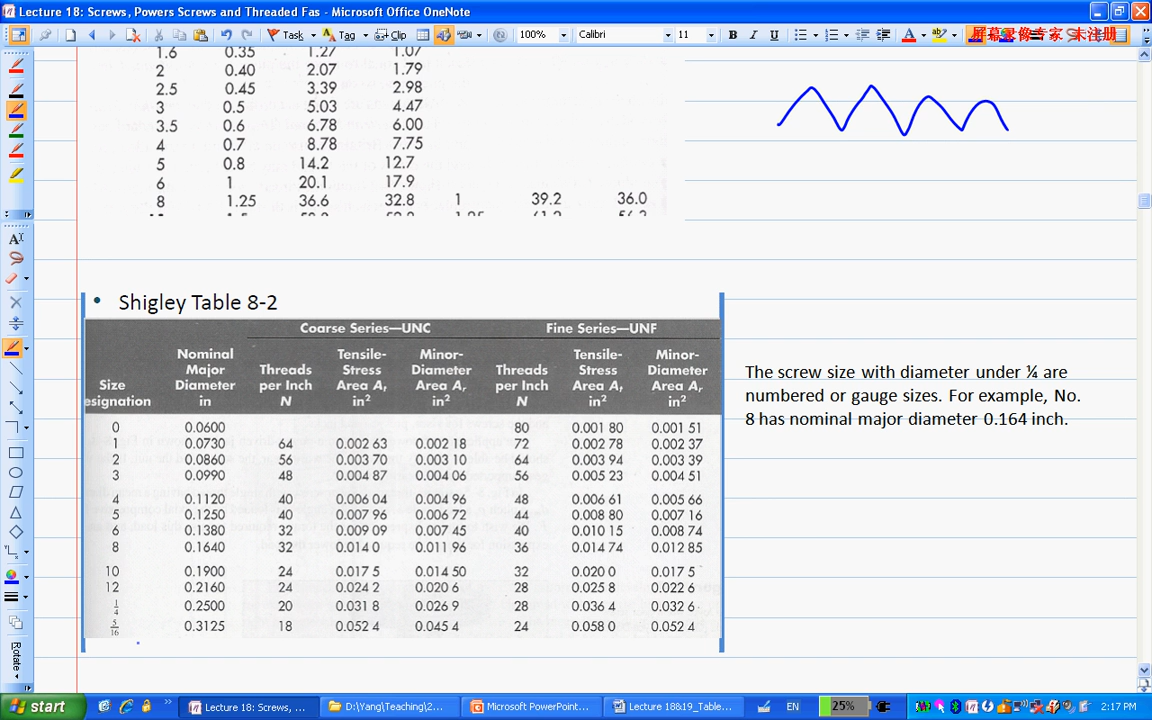 Lecture 18: Screws, Powers Screws and Threaded Fas - Microsoft Office OneNote
Task Tag Clip 100% Calibri 11 B I U
屏幕录像专家 未注册
1.6 0.35 1.27 1.07
2 0.40 2.07 1.79
2.5 0.45 3.39 2.98
3 0.5 5.03 4.47
3.5 0.6 6.78 6.00
4 0.7 8.78 7.75
5 0.8 14.2 12.7
6 1 20.1 17.9
8 1.25 36.6 32.8 1 39.2 36.0
• Shigley Table 8-2
Coarse Series—UNC Fine Series—UNF
Nominal Tensile- Minor- Tensile- Minor-
Major Threads Stress Diameter Threads Stress Diameter
Size Diameter per Inch Area A, Area Ar per Inch Area A, Area Ar
esignation in N in² in² N in² in²
0 0.0600 80 0.001 80 0.001 51
1 0.0730 64 0.002 63 0.002 18 72 0.002 78 0.002 37
2 0.0860 56 0.003 70 0.003 10 64 0.003 94 0.003 39
3 0.0990 48 0.004 87 0.004 06 56 0.005 23 0.004 51
4 0.1120 40 0.006 04 0.004 96 48 0.006 61 0.005 66
5 0.1250 40 0.007 96 0.006 72 44 0.008 80 0.007 16
6 0.1380 32 0.009 09 0.007 45 40 0.010 15 0.008 74
8 0.1640 32 0.014 0 0.011 96 36 0.014 74 0.012 85
10 0.1900 24 0.017 5 0.014 50 32 0.020 0 0.017 5
12 0.2160 24 0.024 2 0.020 6 28 0.025 8 0.022 6
1/4 0.2500 20 0.031 8 0.026 9 28 0.036 4 0.032 6
5/16 0.3125 18 0.052 4 0.045 4 24 0.058 0 0.052 4
The screw size with diameter under ¼ are
numbered or gauge sizes. For example, No.
8 has nominal major diameter 0.164 inch.
Rotate
start Lecture 18: Screws, ... D:\Yang\Teaching\2... Microsoft PowerPoint... Lecture 18&19_Table... EN 25% 2:17 PM